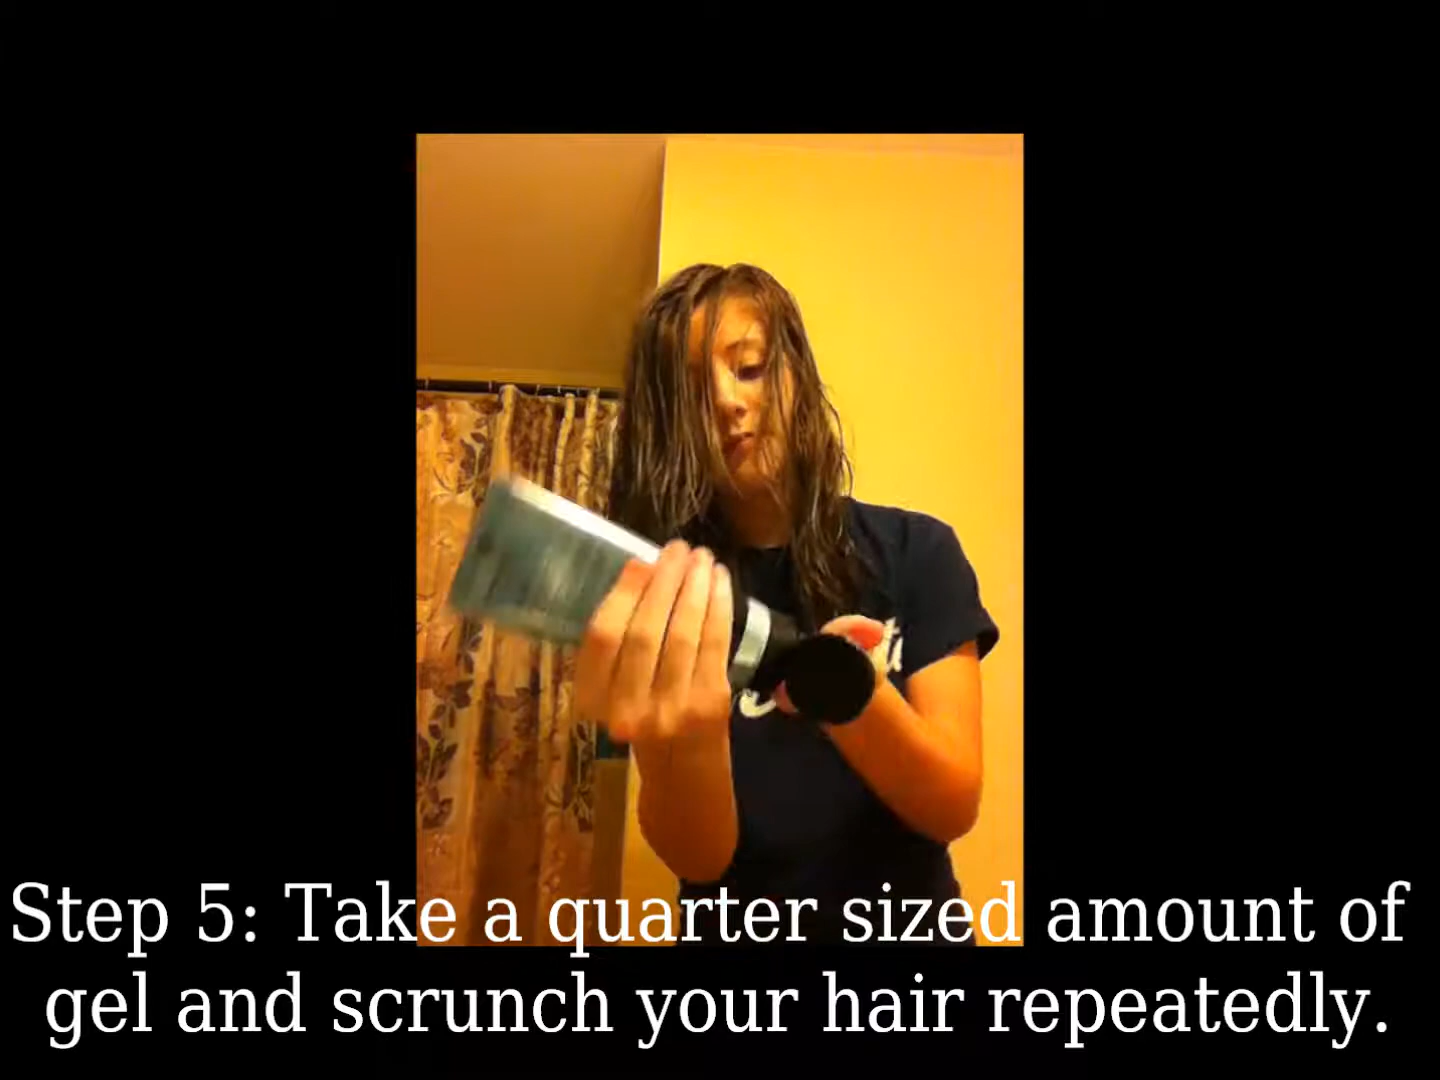 Step 5: Take a quarter sized amount of
gel and scrunch your hair repeatedly.